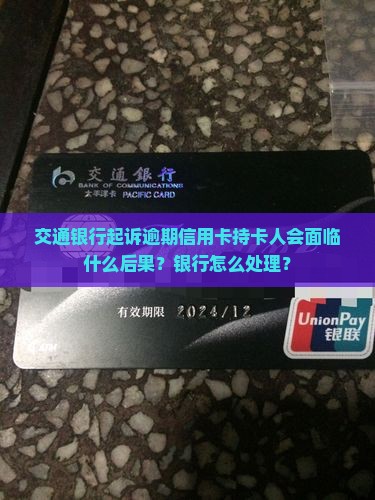 交通銀行
BANK OF COMMUNICATIONS
太平洋卡 PACIFIC CARD
交通银行起诉逾期信用卡持卡人会面临
什么后果？银行怎么处理？
有效期限 2024/12
UnionPay
银联
ATM